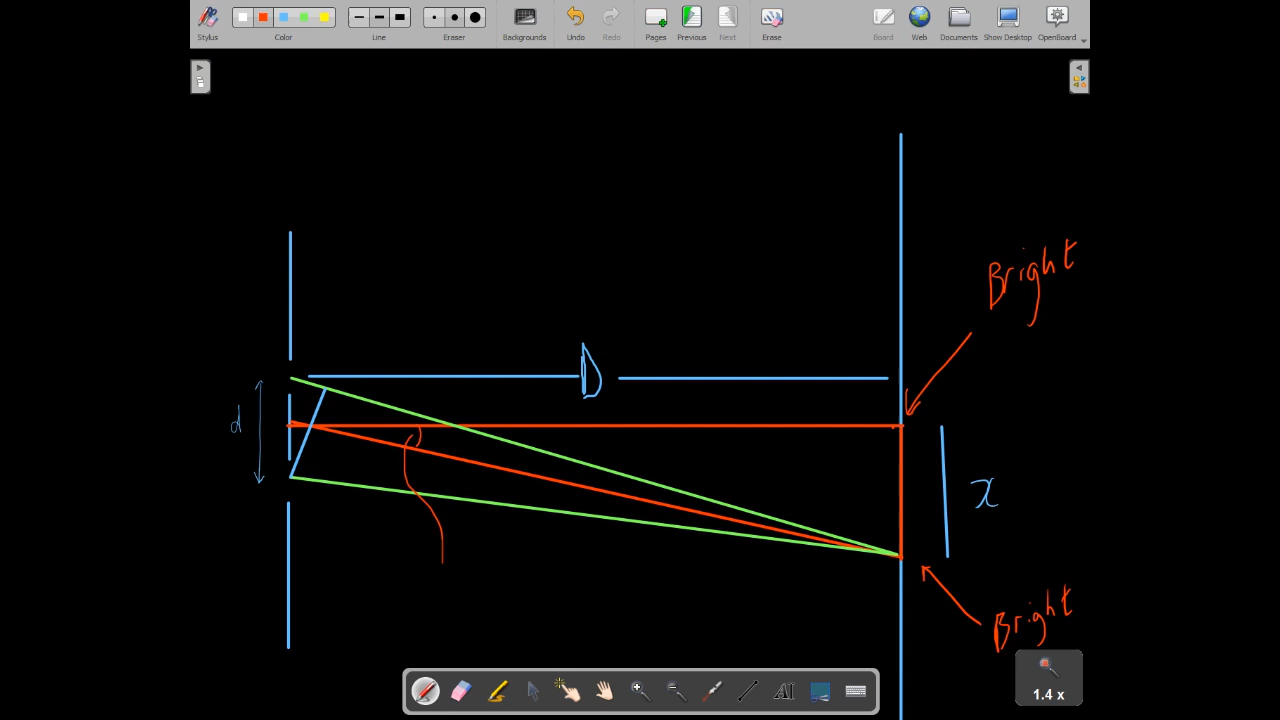 Stylus Color Line Eraser Backgrounds Undo Redo Pages Previous Next Erase Board Web Documents Show Desktop OpenBoard
Bright
D
d
x
Bright
AI
1.4 x